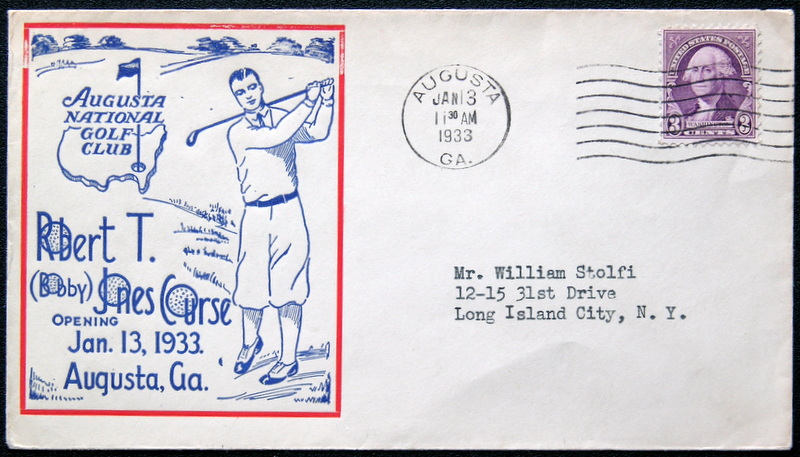 AUGUSTA
NATIONAL
GOLF
CLUB
Robert T.
(Bobby) Jones Course
OPENING
Jan. 13, 1933.
Augusta, Ga.
AUGUSTA
JAN 13
11 30 AM
1933
GA.
UNITED STATES POSTAGE
WASHINGTON
3 CENTS 3
Mr. William Stolfi
12-15 31st Drive
Long Island City, N. Y.